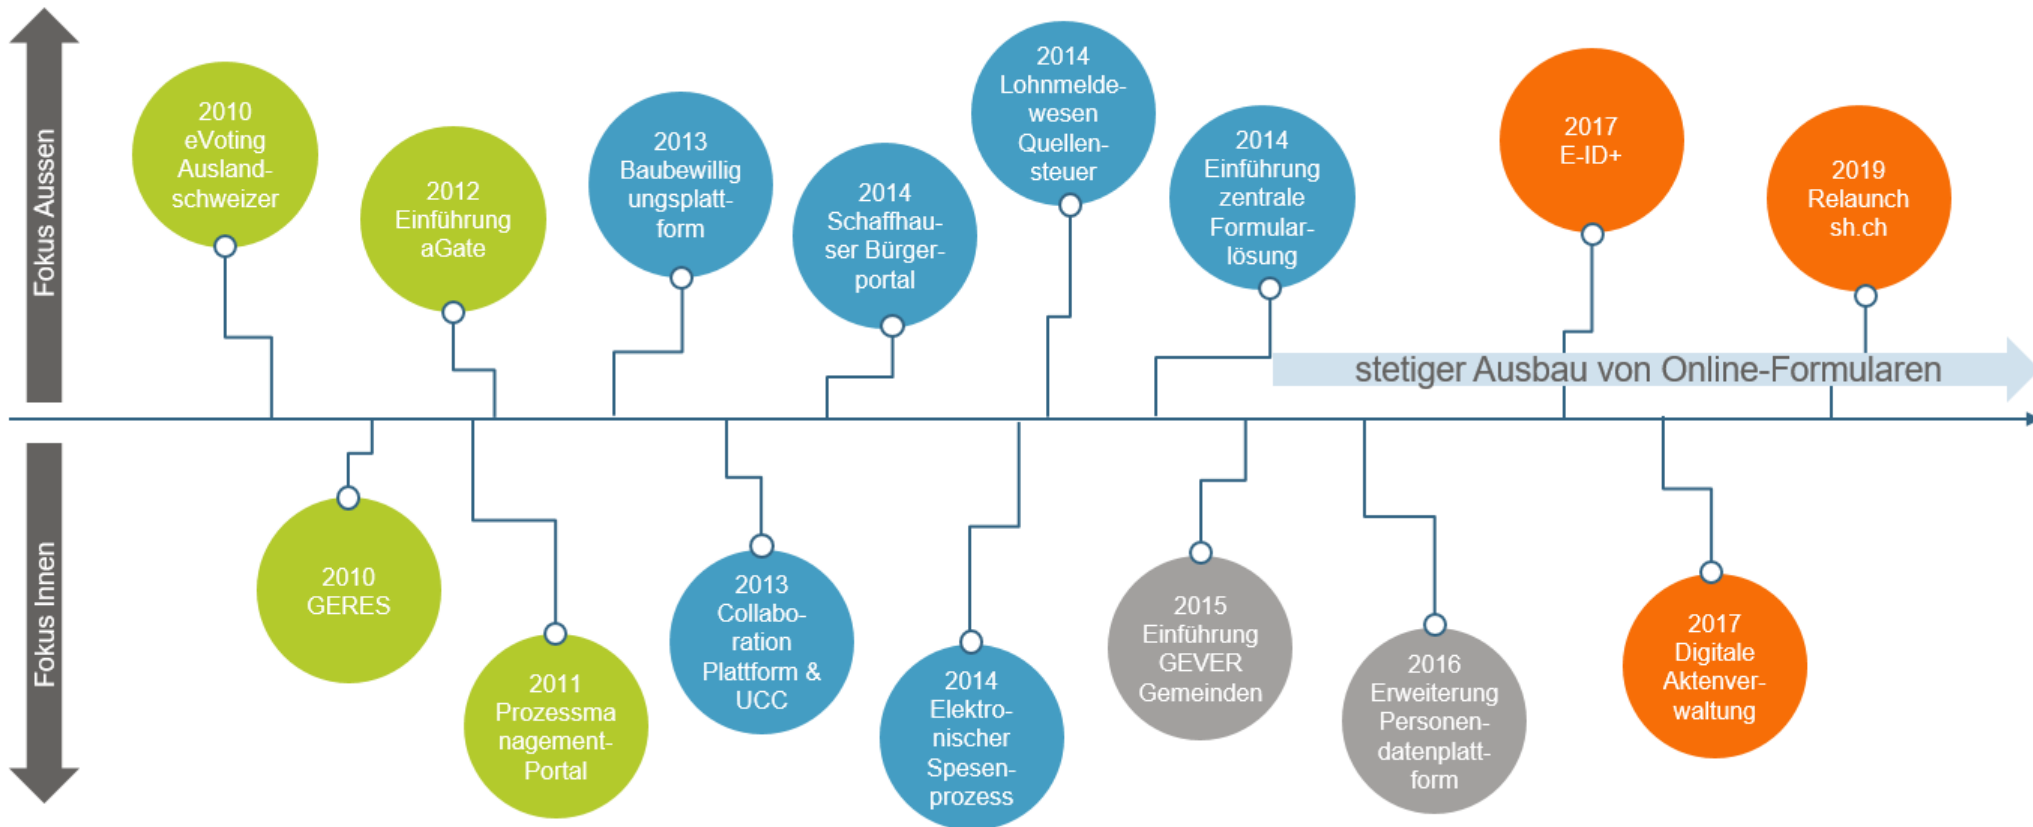 Fokus Aussen
2010
eVoting
Ausland-
schweizer
2012
Einführung
aGate
2013
Baubewillig
ungsplatt-
form
2014
Schaffhau-
ser Bürger-
portal
2014
Lohnmelde-
wesen
Quellen-
steuer
2014
Einführung
zentrale
Formular-
lösung
2017
E-ID+
2019
Relaunch
sh.ch
stetiger Ausbau von Online-Formularen
Fokus Innen
2010
GERES
2011
Prozessma
nagement-
Portal
2013
Collabo-
ration
Plattform &
UCC
2014
Elektro-
nischer
Spesen-
prozess
2015
Einführung
GEVER
Gemeinden
2016
Erweiterung
Personen-
datenplatt-
form
2017
Digitale
Aktenver-
waltung